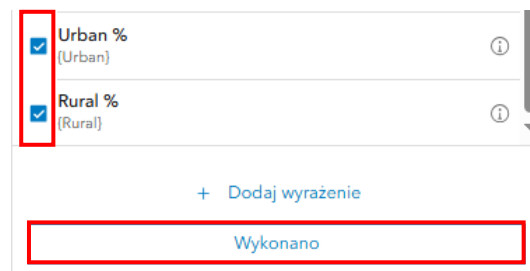 Urban %
{Urban}
Rural %
{Rural}
+ Dodaj wyrażenie
Wykonano